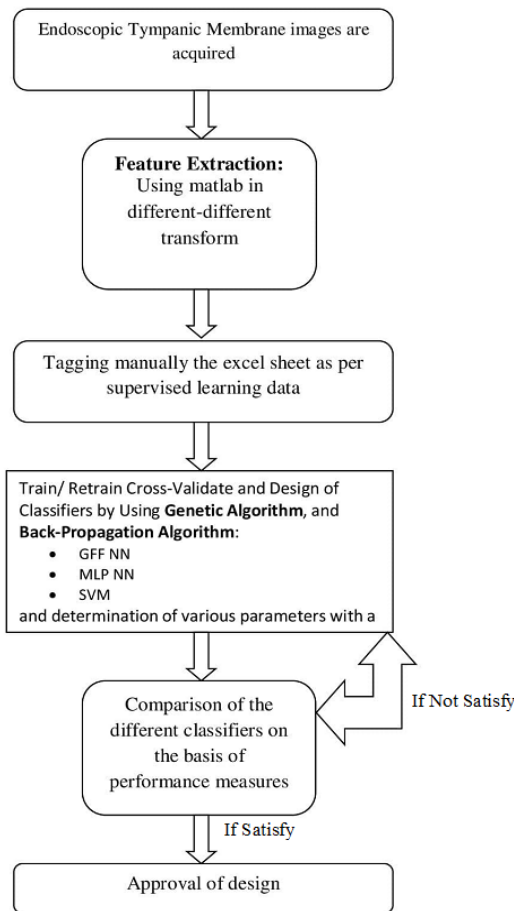 Endoscopic Tympanic Membrane images are
acquired
Feature Extraction:
Using matlab in
different-different
transform
Tagging manually the excel sheet as per
supervised learning data
Train/ Retrain Cross-Validate and Design of
Classifiers by Using Genetic Algorithm, and
Back-Propagation Algorithm:
• GFF NN
• MLP NN
• SVM
and determination of various parameters with a
Comparison of the
different classifiers on
the basis of
performance measures
If Not Satisfy
If Satisfy
Approval of design